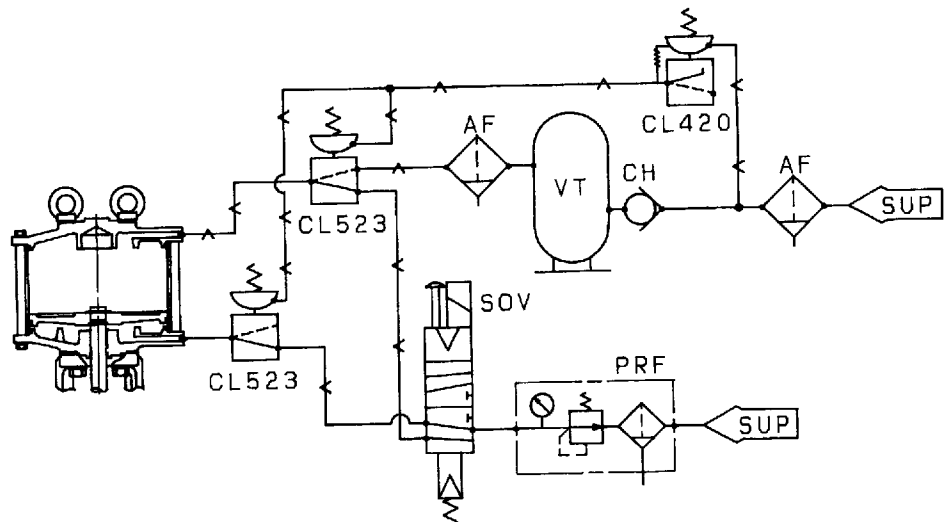 CL420
AF
AF
CH
VT
SUP
CL523
SOV
CL523
PRF
SUP